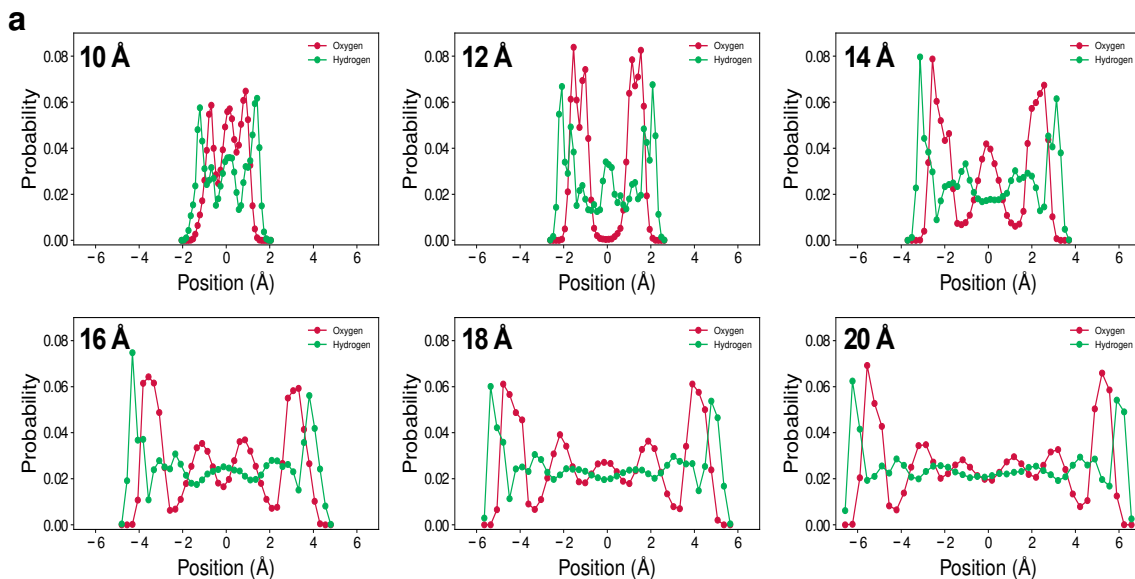 a
10 Å
Oxygen
Hydrogen
Probability
0.08
0.06
0.04
0.02
0.00
−6 −4 −2 0 2 4 6
Position (Å)
12 Å
Oxygen
Hydrogen
Probability
0.08
0.06
0.04
0.02
0.00
−6 −4 −2 0 2 4 6
Position (Å)
14 Å
Oxygen
Hydrogen
Probability
0.08
0.06
0.04
0.02
0.00
−6 −4 −2 0 2 4 6
Position (Å)
16 Å
Oxygen
Hydrogen
Probability
0.08
0.06
0.04
0.02
0.00
−6 −4 −2 0 2 4 6
Position (Å)
18 Å
Oxygen
Hydrogen
Probability
0.08
0.06
0.04
0.02
0.00
−6 −4 −2 0 2 4 6
Position (Å)
20 Å
Oxygen
Hydrogen
Probability
0.08
0.06
0.04
0.02
0.00
−6 −4 −2 0 2 4 6
Position (Å)